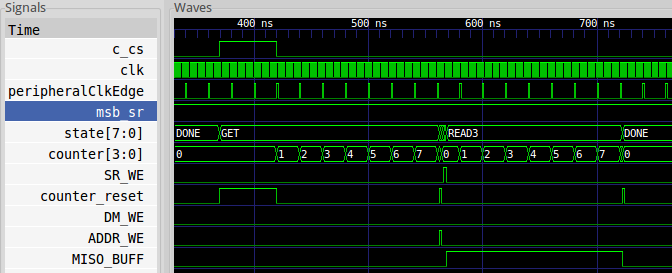 Signals
Waves
Time
400 ns 500 ns 600 ns 700 ns
c_cs
clk
peripheralClkEdge
msb_sr
state[7:0] DONE GET READ3 DONE
counter[3:0] 0 1 2 3 4 5 6 7 0 1 2 3 4 5 6 7 0
SR_WE
counter_reset
DM_WE
ADDR_WE
MISO_BUFF